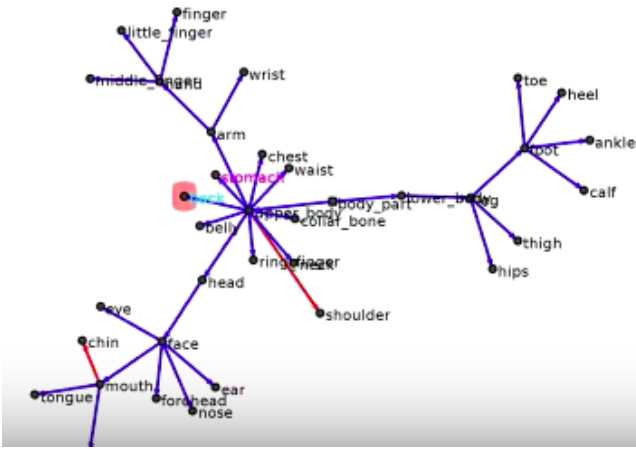 finger
little_finger
middle_finger
hand
wrist
arm
toe
heel
foot
ankle
calf
chest
waist
stomach
back
upper_body
body_part
lower_body
leg
collar_bone
belly
ring_finger
neck
thigh
hips
head
shoulder
eye
chin
face
mouth
ear
tongue
forehead
nose